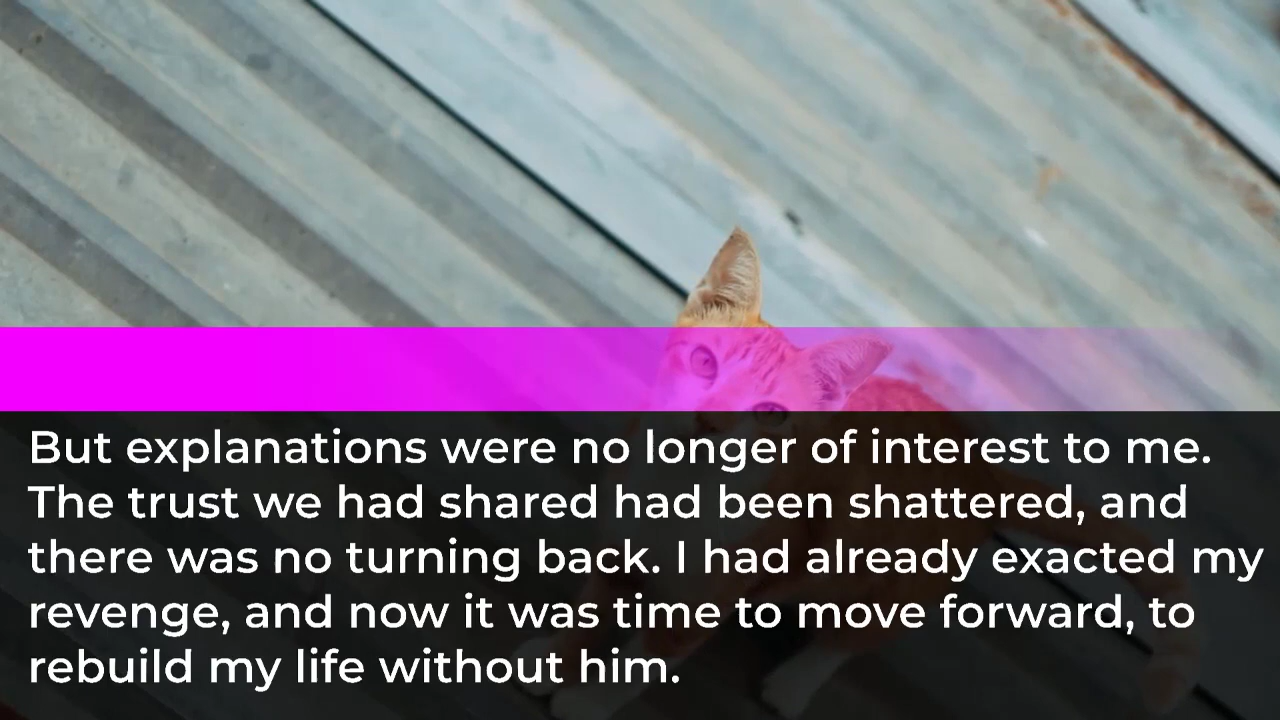 But explanations were no longer of interest to me.
The trust we had shared had been shattered, and
there was no turning back. I had already exacted my
revenge, and now it was time to move forward, to
rebuild my life without him.